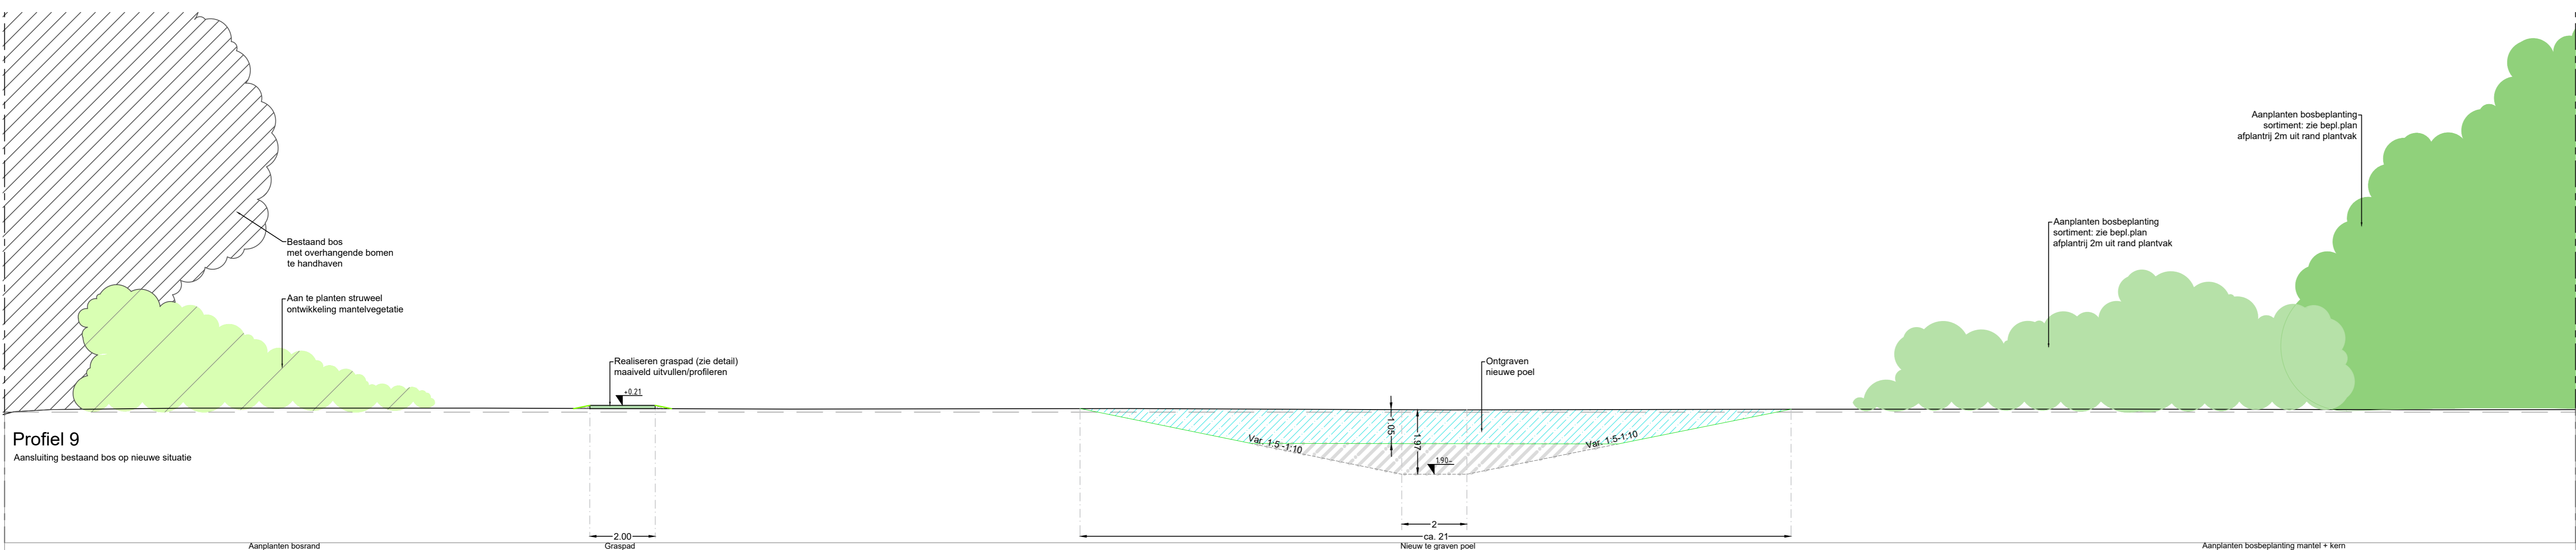 Aanplanten bosbeplanting
sortiment: zie bepl.plan
afplantrij 2m uit rand plantvak
Aanplanten bosbeplanting
sortiment: zie bepl.plan
afplantrij 2m uit rand plantvak
Bestaand bos
met overhangende bomen
te handhaven
Aan te planten struweel
ontwikkeling mantelvegetatie
Realiseren graspad (zie detail)
maaiveld uitvullen/profileren
+0.21
Ontgraven
nieuwe poel
1.05
1.97
Var. 1:5 -1:10
Var. 1:5-1:10
1.90-
Profiel 9
Aansluiting bestaand bos op nieuwe situatie
2
2.00
ca. 21
Aanplanten bosrand
Graspad
Nieuw te graven poel
Aanplanten bosbeplanting mantel + kern